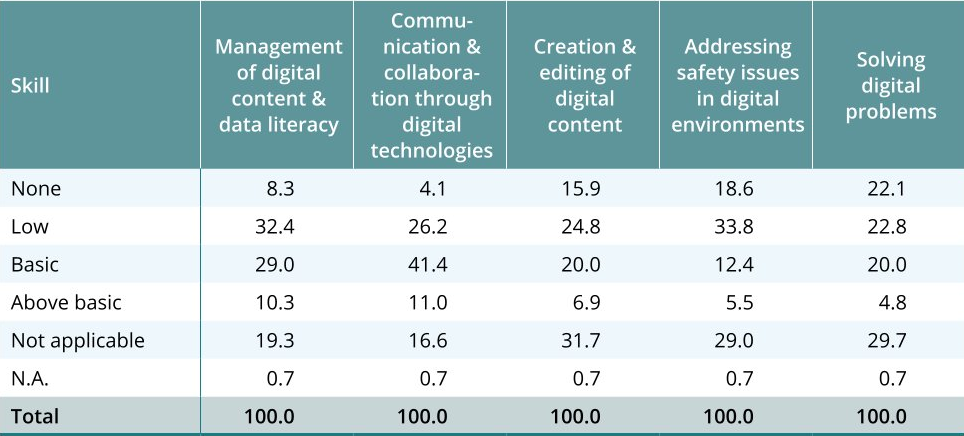 Skill
Management
of digital
content &
data literacy
Commu-
nication &
collabora-
tion through
digital
technologies
Creation &
editing of
digital
content
Addressing
safety issues
in digital
environments
Solving
digital
problems
None 8.3 4.1 15.9 18.6 22.1
Low 32.4 26.2 24.8 33.8 22.8
Basic 29.0 41.4 20.0 12.4 20.0
Above basic 10.3 11.0 6.9 5.5 4.8
Not applicable 19.3 16.6 31.7 29.0 29.7
N.A. 0.7 0.7 0.7 0.7 0.7
Total 100.0 100.0 100.0 100.0 100.0